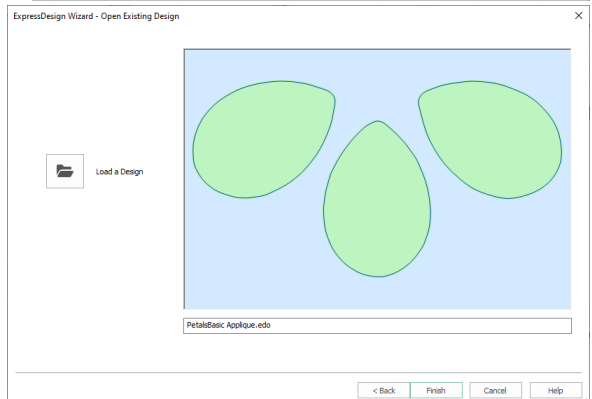 ExpressDesign Wizard - Open Existing Design
Load a Design
PetalsBasic Applique.edo
< Back Finish Cancel Help